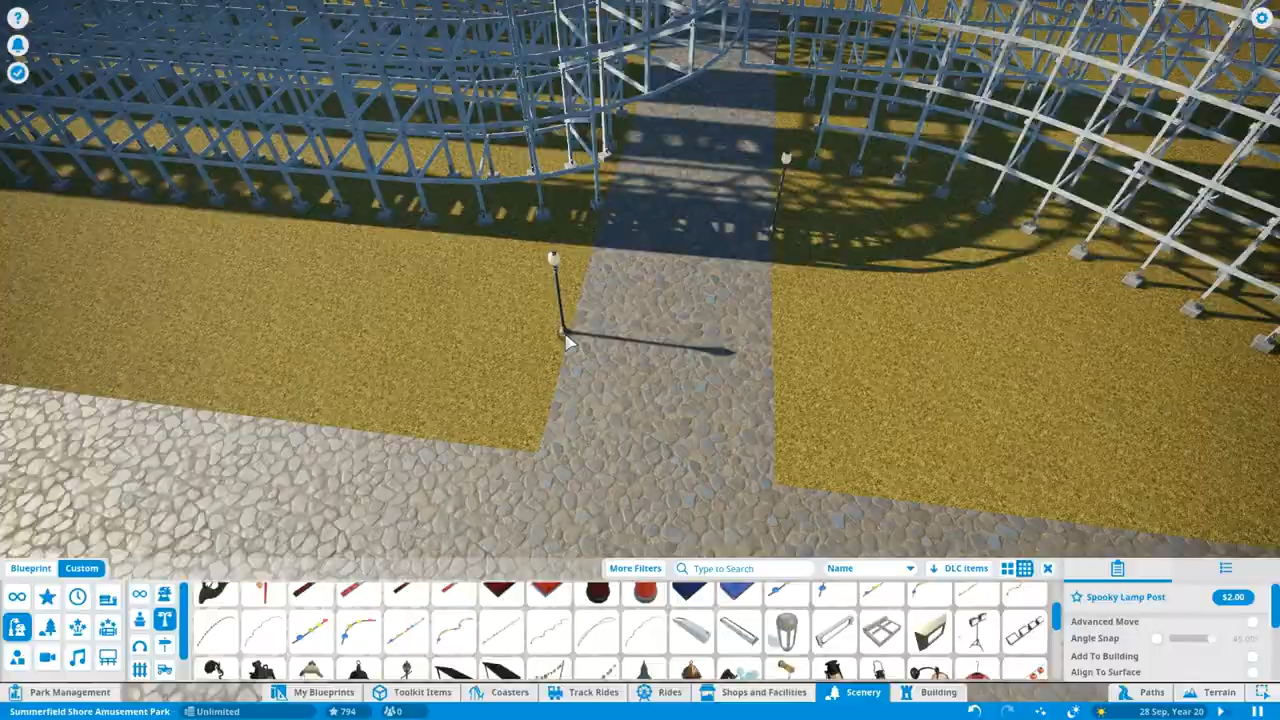 ?
Blueprint
Custom
More Filters
Type to Search
Name
DLC items
Spooky Lamp Post
$2.00
Advanced Move
Angle Snap
45.0m
Add To Building
Align To Surface
Park Management
My Blueprints
Toolkit Items
Coasters
Track Rides
Rides
Shops and Facilities
Scenery
Building
Paths
Terrain
Summerfield Shore Amusement Park
Unlimited
794
0
28 Sep, Year 20